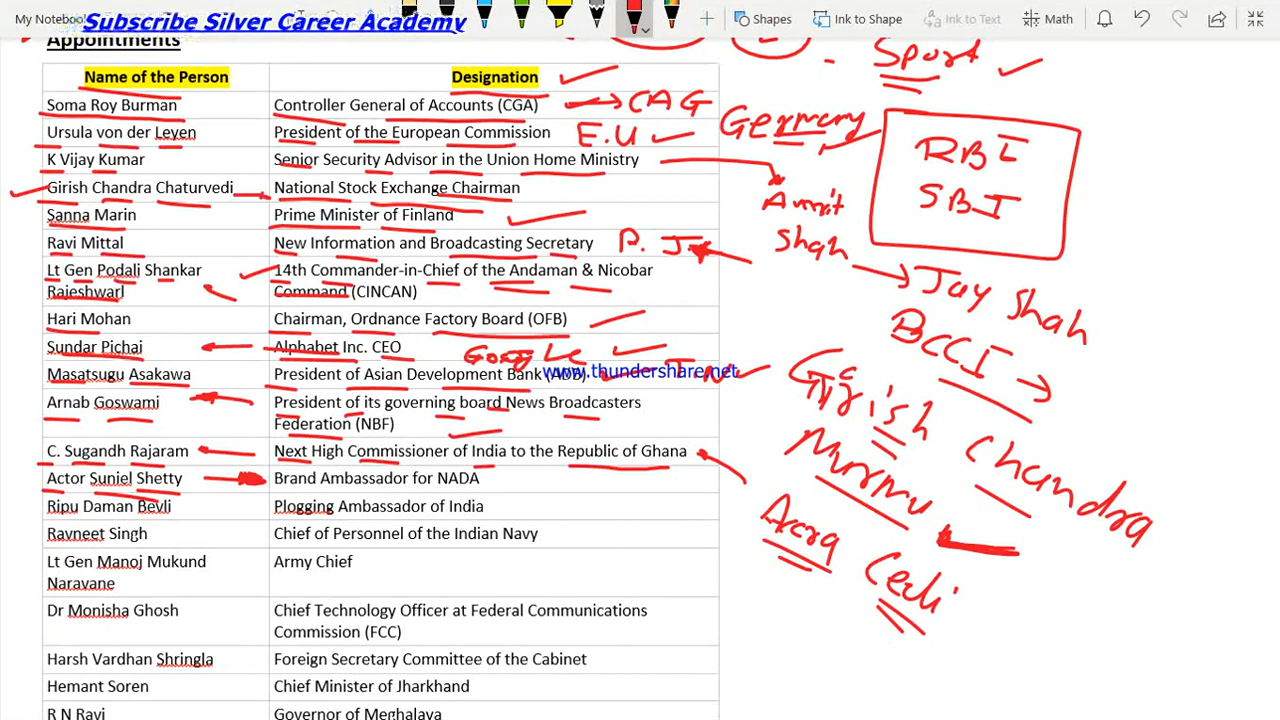 My Notebook
Subscribe Silver Career Academy
Shapes
Ink to Shape
Ink to Text
Math
Appointments
Sport
Name of the Person Designation
Soma Roy Burman Controller General of Accounts (CGA) CAG
Ursula von der Leyen President of the European Commission E.U Germany
K Vijay Kumar Senior Security Advisor in the Union Home Ministry
Girish Chandra Chaturvedi National Stock Exchange Chairman
Sanna Marin Prime Minister of Finland
Ravi Mittal New Information and Broadcasting Secretary P. J
Lt Gen Podali Shankar Rajeshwarl 14th Commander-in-Chief of the Andaman & Nicobar
Command (CINCAN)
Hari Mohan Chairman, Ordnance Factory Board (OFB)
Sundar Pichai Alphabet Inc. CEO Google
Masatsugu Asakawa President of Asian Development Bank (ADB)
www.thundershare.net
Arnab Goswami President of its governing board News Broadcasters
Federation (NBF)
C. Sugandh Rajaram Next High Commissioner of India to the Republic of Ghana
Actor Suniel Shetty Brand Ambassador for NADA
Ripu Daman Bevli Plogging Ambassador of India
Ravneet Singh Chief of Personnel of the Indian Navy
Lt Gen Manoj Mukund Naravane Army Chief
Dr Monisha Ghosh Chief Technology Officer at Federal Communications
Commission (FCC)
Harsh Vardhan Shringla Foreign Secretary Committee of the Cabinet
Hemant Soren Chief Minister of Jharkhand
R N Ravi Governor of Meghalaya
RBI
SBI
Amit
Shah
Jay Shah
BCCI
Girish Chandra
Murmu
Accra Cedi